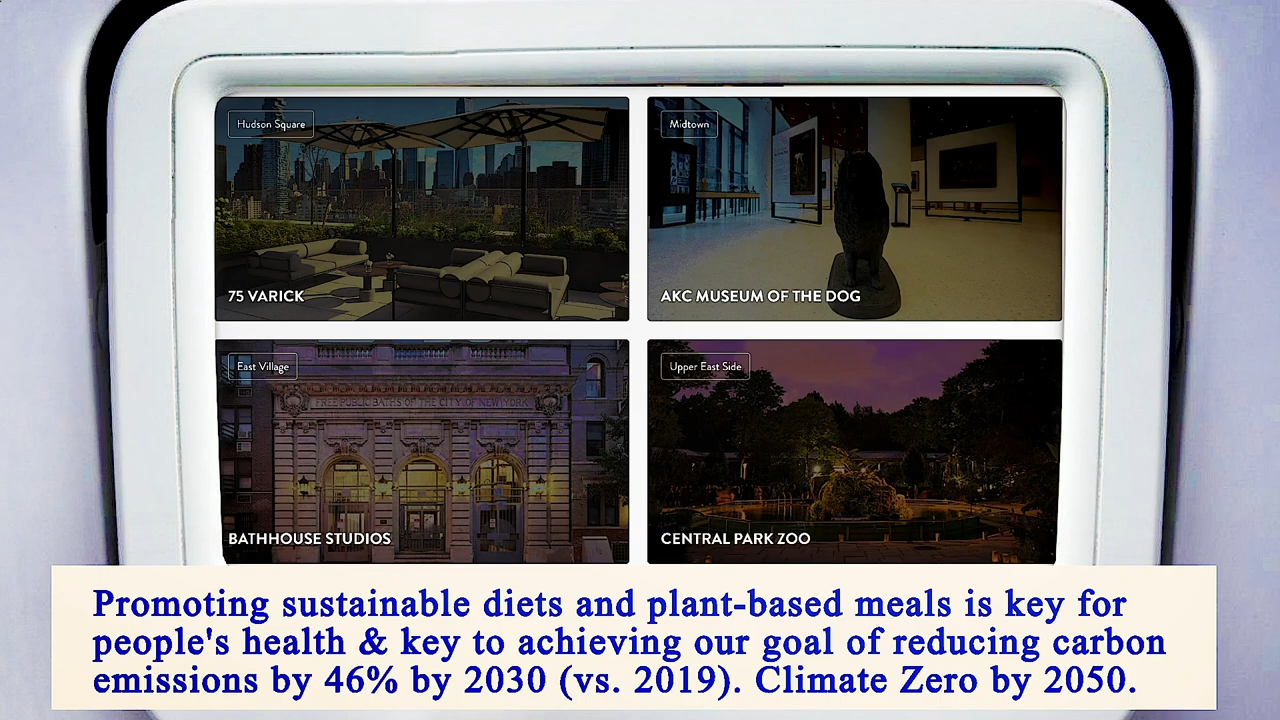 Hudson Square
75 VARICK
Midtown
AKC MUSEUM OF THE DOG
East Village
FREE PUBLIC BATHS OF THE CITY OF NEW YORK
BATHHOUSE STUDIOS
Upper East Side
CENTRAL PARK ZOO
Promoting sustainable diets and plant-based meals is key for
people's health & key to achieving our goal of reducing carbon
emissions by 46% by 2030 (vs. 2019). Climate Zero by 2050.